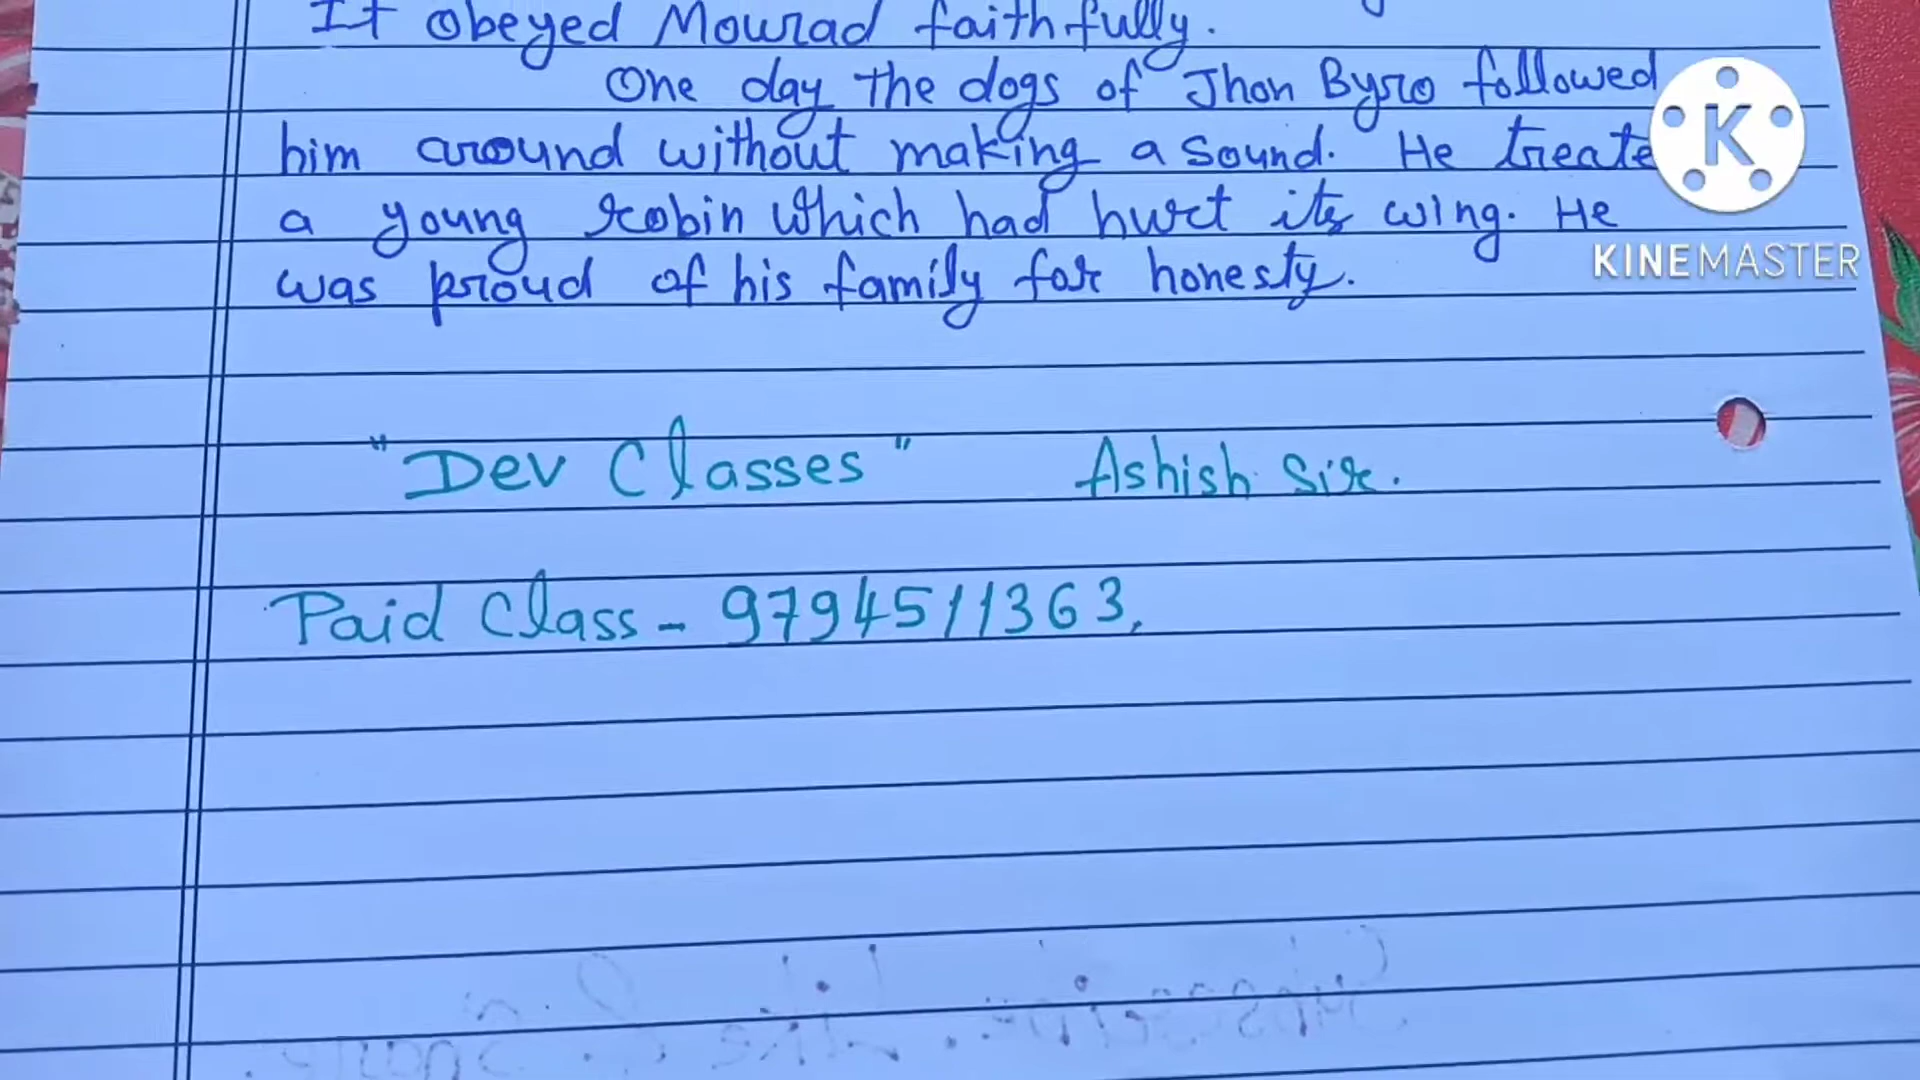 It obeyed Mourad faithfully.
One day the dogs of Jhon Byro followed
him around without making a sound. He treate
a young robin which had hurt its wing. He
was proud of his family for honesty.
K
KINEMASTER
"Dev Classes" Ashish Sir.
Paid Class - 9794511363,